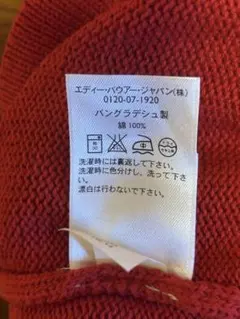 エディー・バウアー・ジャパン(株)
0120-07-1920
バングラデシュ製
綿 100%
洗濯時には裏返して下さい。
洗濯時に色分けし、洗って下さい。
漂白は行わないで下さい。